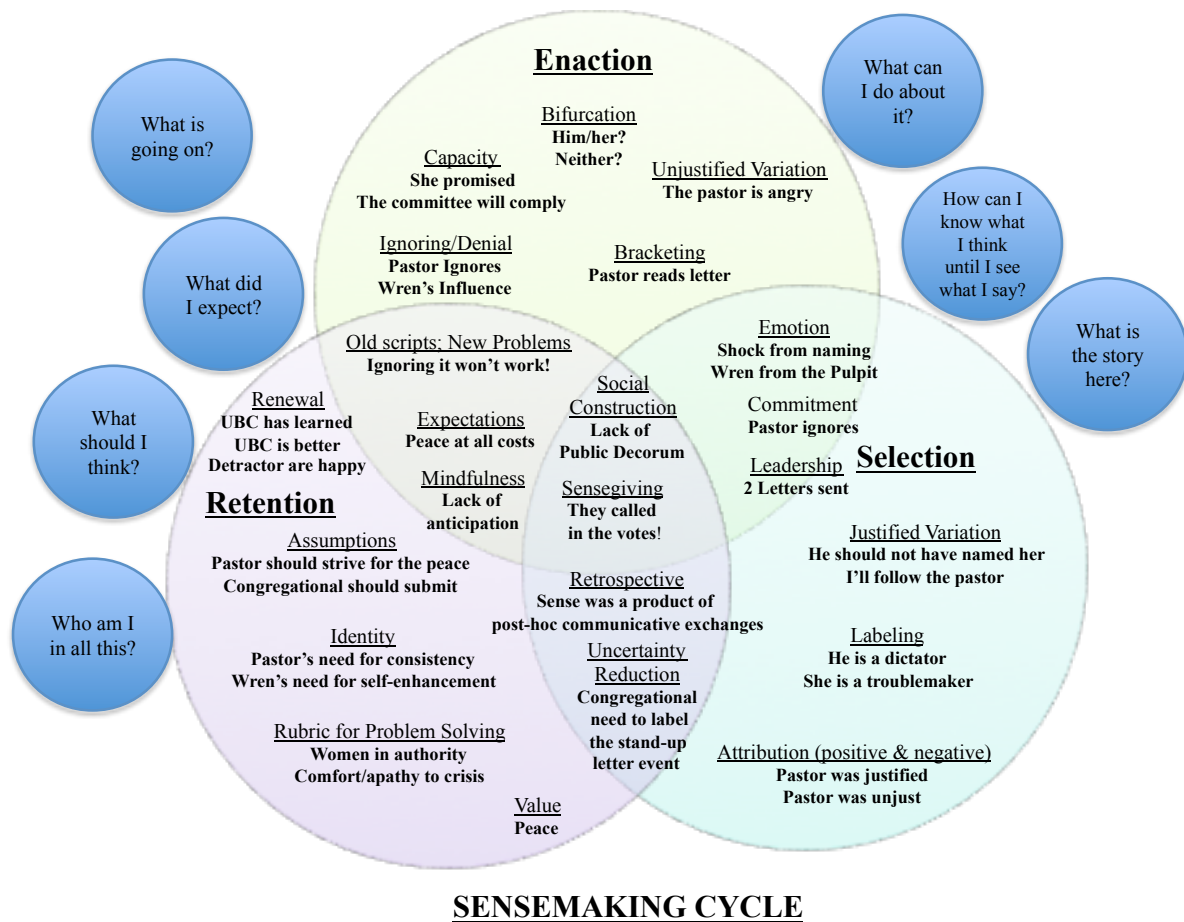 Enaction
What is
going on?
What can
I do about
it?
Bifurcation
Him/her?
Neither?
Capacity
She promised
The committee will comply
Unjustified Variation
The pastor is angry
How can I
know what
I think
until I see
what I say?
What did
I expect?
Ignoring/Denial
Pastor Ignores
Wren's Influence
Bracketing
Pastor reads letter
What is
the story
here?
Old scripts; New Problems
Ignoring it won't work!
Emotion
Shock from naming
Wren from the Pulpit
What
should I
think?
Renewal
UBC has learned
UBC is better
Detractor are happy
Expectations
Peace at all costs
Social
Construction
Lack of
Public Decorum
Commitment
Pastor ignores
Leadership
2 Letters sent
Selection
Retention
Mindfulness
Lack of
anticipation
Sensegiving
They called
in the votes!
Assumptions
Pastor should strive for the peace
Congregational should submit
Justified Variation
He should not have named her
I'll follow the pastor
Retrospective
Sense was a product of
post-hoc communicative exchanges
Who am I
in all this?
Identity
Pastor's need for consistency
Wren's need for self-enhancement
Uncertainty
Reduction
Congregational
need to label
the stand-up
letter event
Labeling
He is a dictator
She is a troublemaker
Rubric for Problem Solving
Women in authority
Comfort/apathy to crisis
Attribution (positive & negative)
Pastor was justified
Pastor was unjust
Value
Peace
SENSEMAKING CYCLE